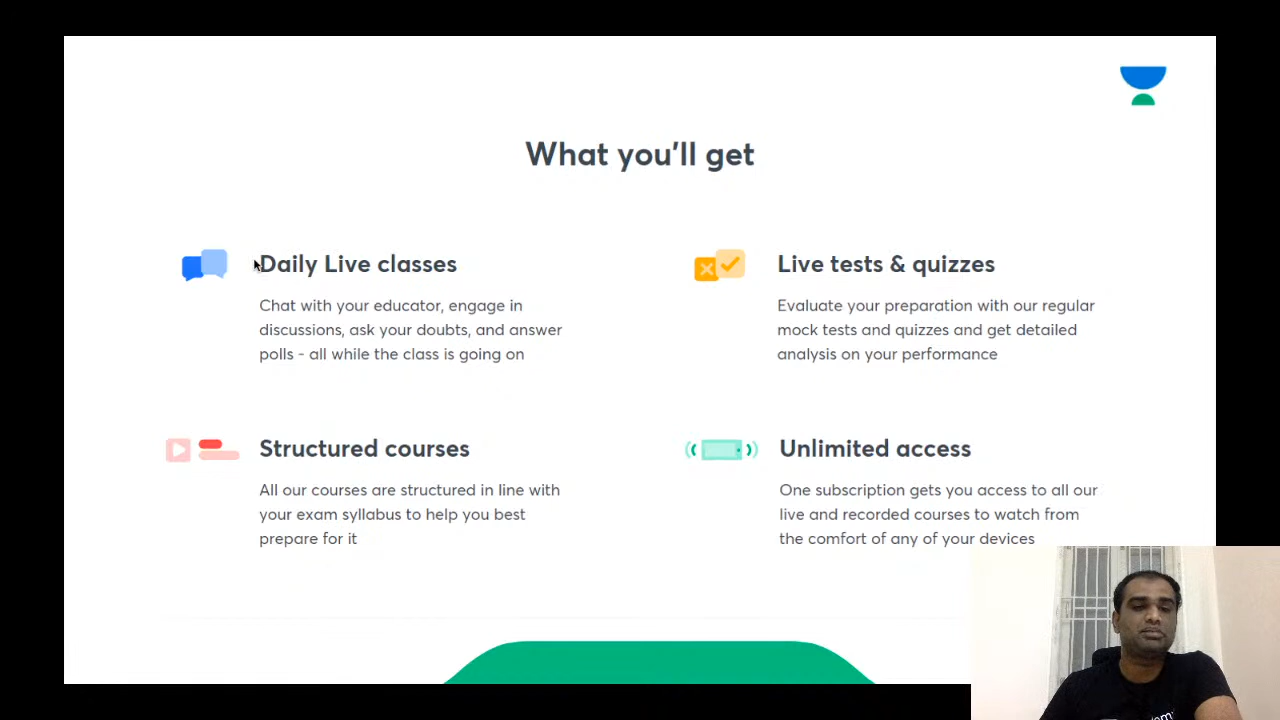 What you'll get
Daily Live classes
Chat with your educator, engage in
discussions, ask your doubts, and answer
polls - all while the class is going on
Live tests & quizzes
Evaluate your preparation with our regular
mock tests and quizzes and get detailed
analysis on your performance
Structured courses
All our courses are structured in line with
your exam syllabus to help you best
prepare for it
Unlimited access
One subscription gets you access to all our
live and recorded courses to watch from
the comfort of any of your devices